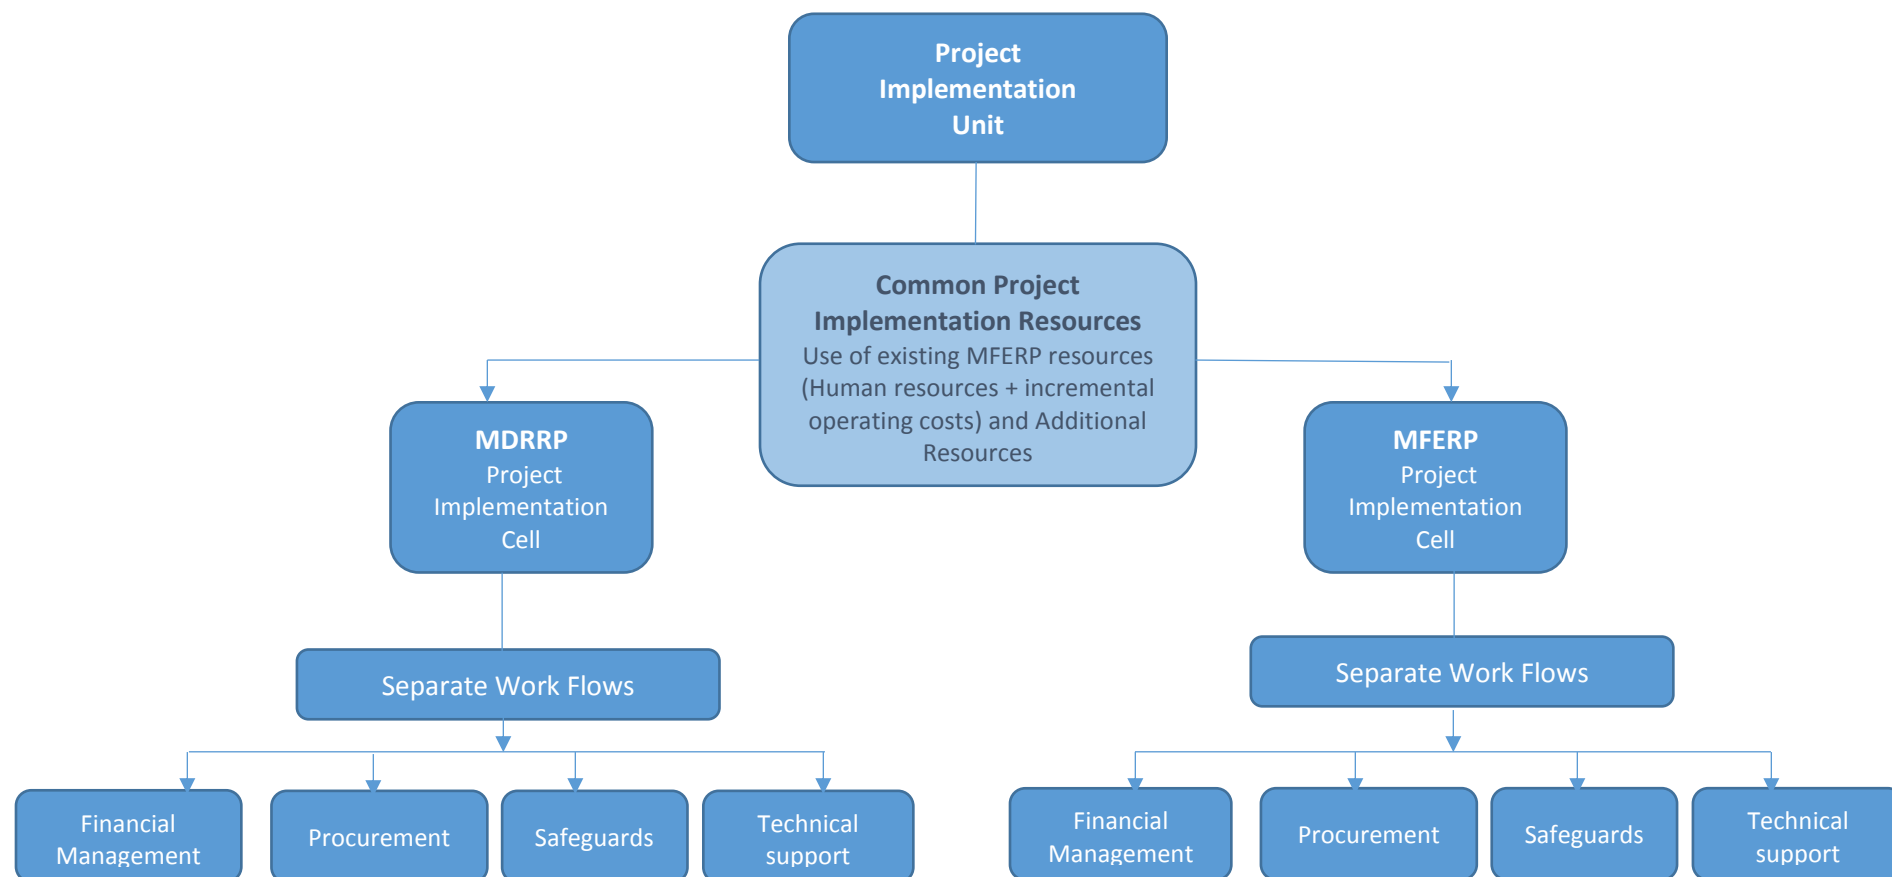 Project
Implementation
Unit
Common Project
Implementation Resources
Use of existing MFERP resources
(Human resources + incremental
operating costs) and Additional
Resources
MDRRP
Project
Implementation
Cell
MFERP
Project
Implementation
Cell
Separate Work Flows
Separate Work Flows
Financial
Management
Procurement
Safeguards
Technical
support
Financial
Management
Procurement
Safeguards
Technical
support